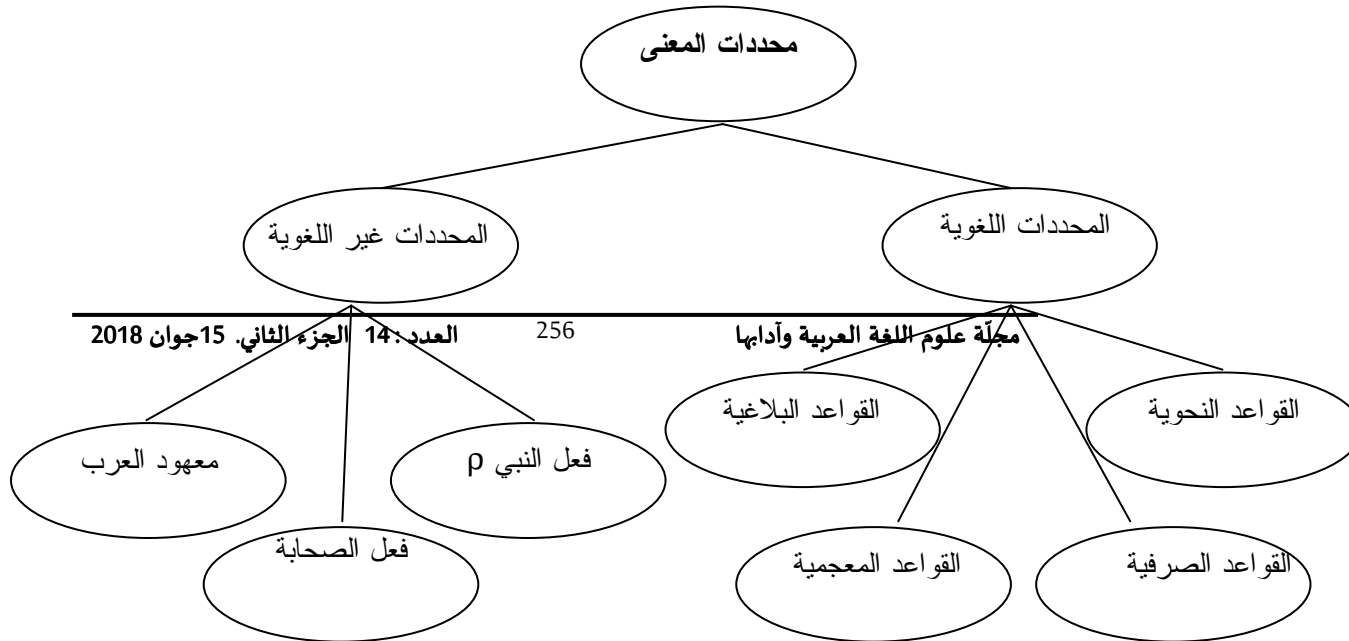 محددات المعنى
المحددات اللغوية
المحددات غير اللغوية
مجلّة علوم اللغة العربية وآدابها 256 العدد :14 الجزء الثاني. 15جوان 2018
القواعد النحوية
القواعد البلاغية
فعل النبي ρ
معهود العرب
القواعد الصرفية
القواعد المعجمية
فعل الصحابة